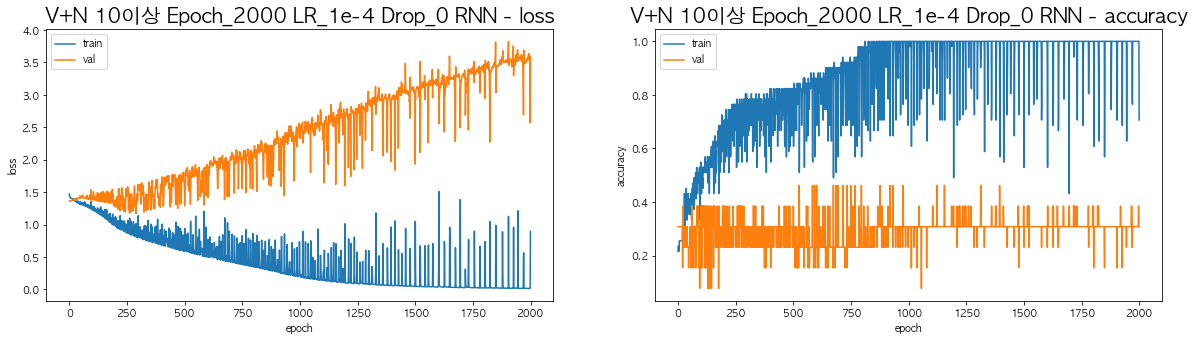 V+N 10이상 Epoch_2000 LR_1e-4 Drop_0 RNN - loss
4.0
3.5
3.0
2.5
2.0
1.5
1.0
0.5
0.0
loss
train
val
0 250 500 750 1000 1250 1500 1750 2000
epoch
V+N 10이상 Epoch_2000 LR_1e-4 Drop_0 RNN - accuracy
1.0
0.8
0.6
0.4
0.2
accuracy
train
val
0 250 500 750 1000 1250 1500 1750 2000
epoch